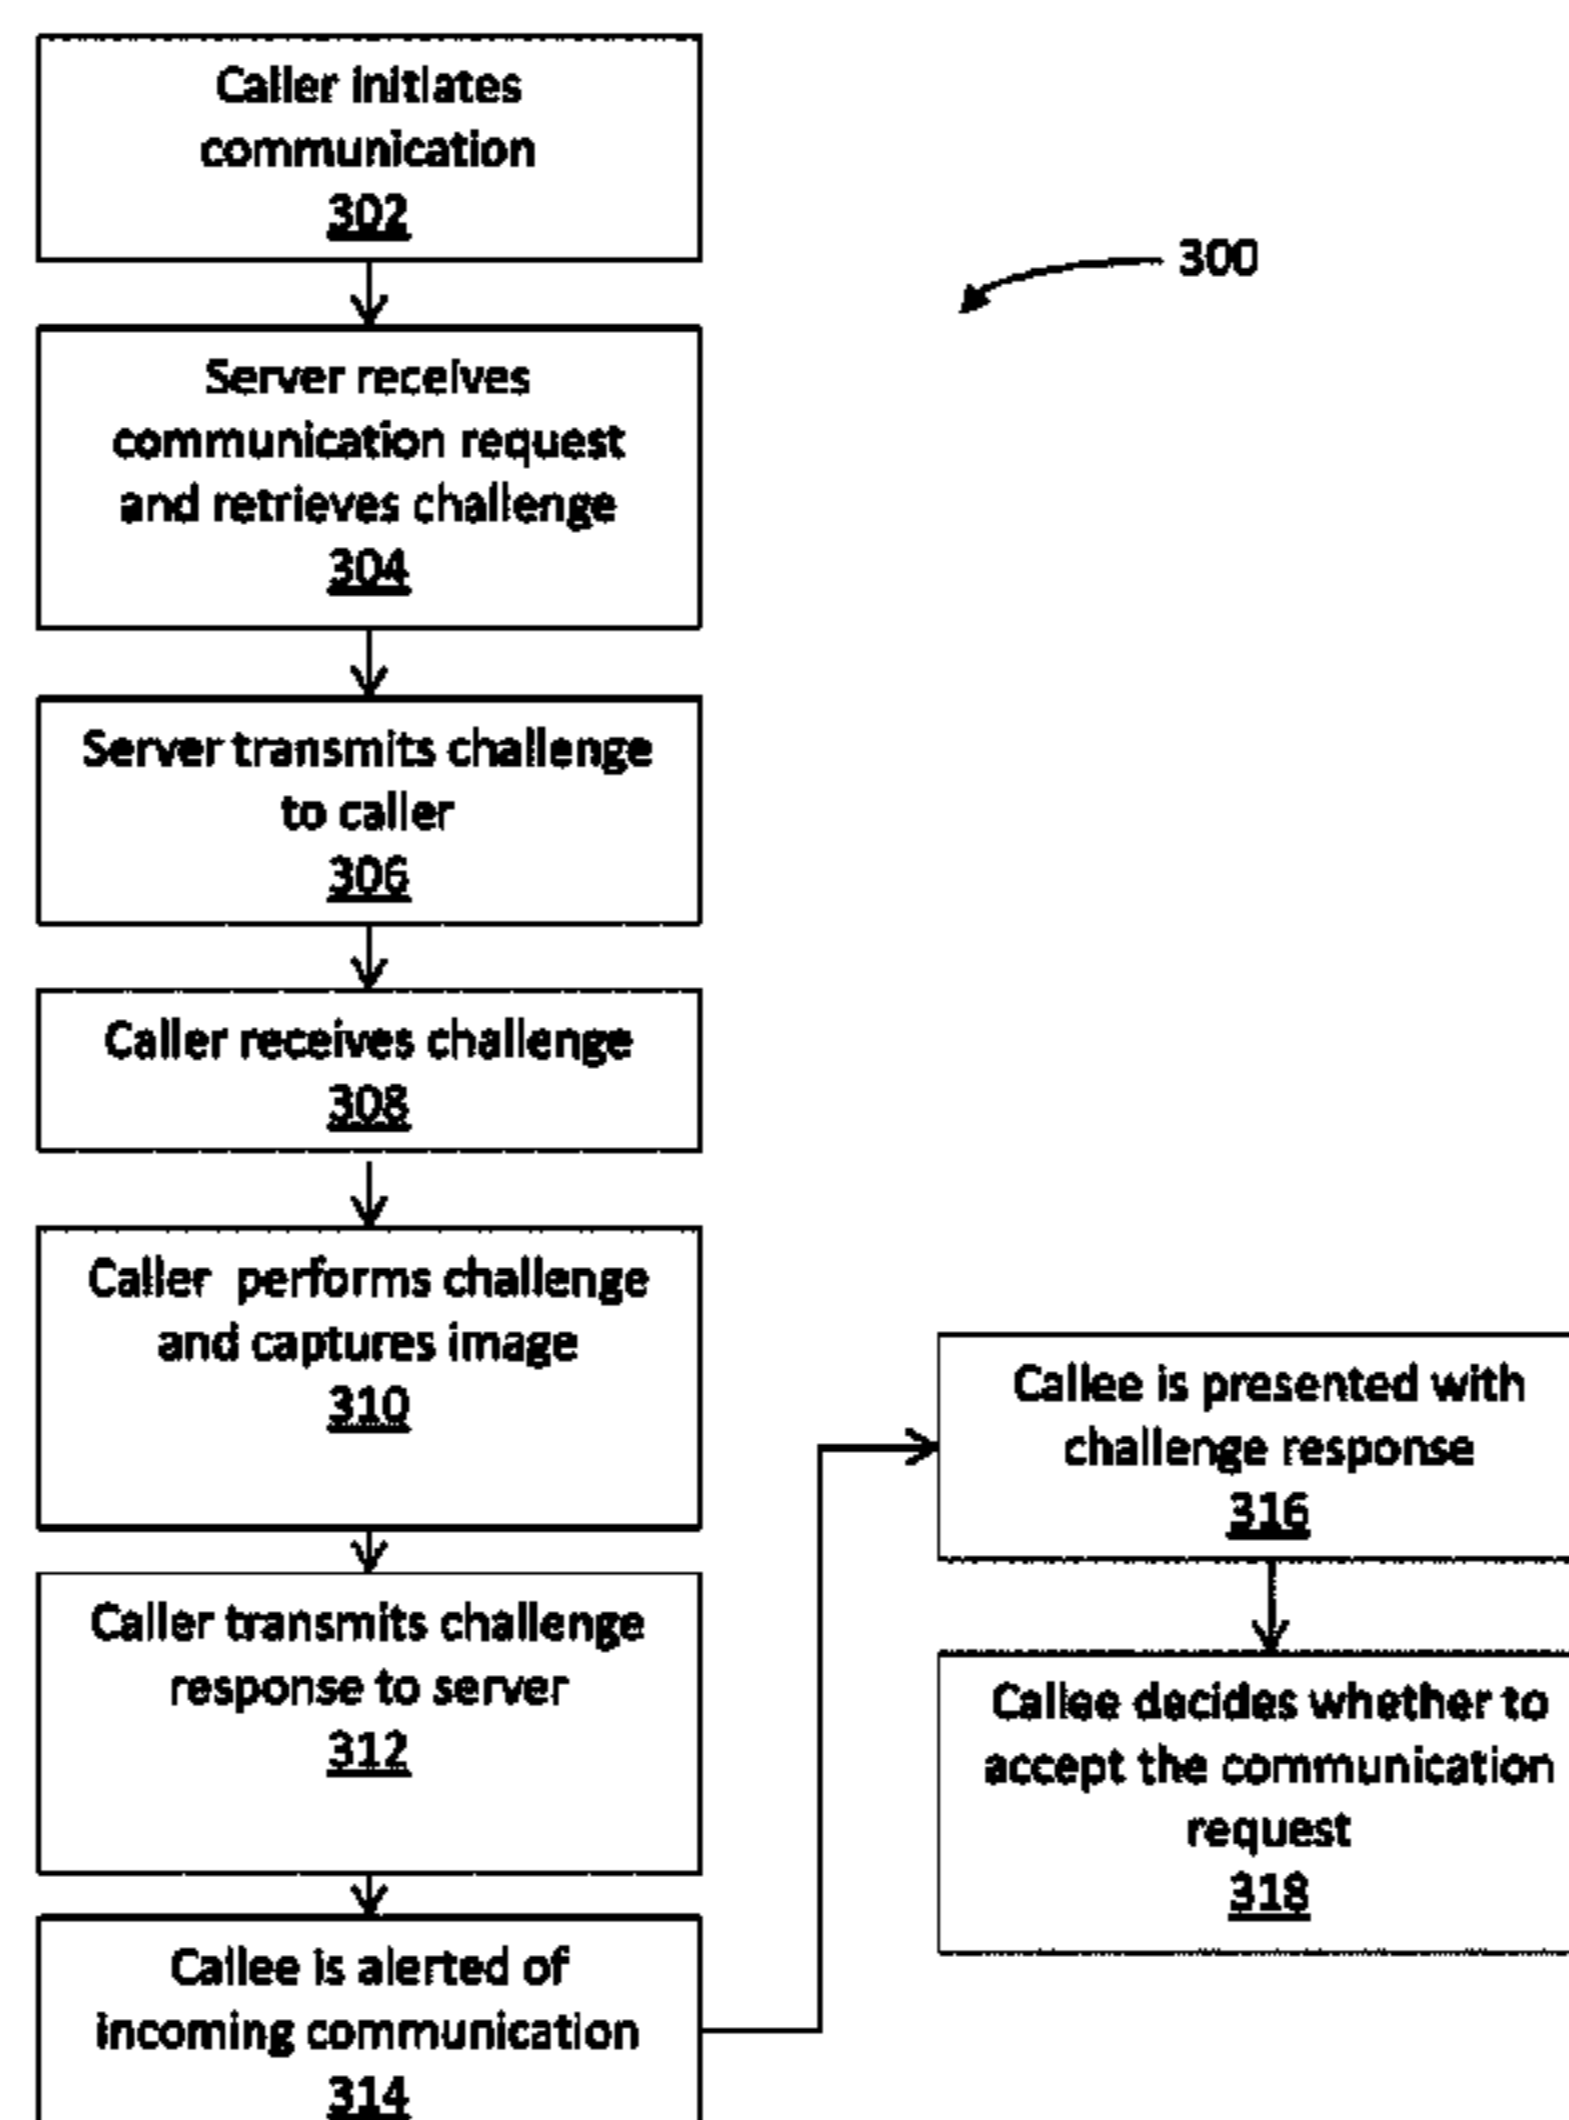 Caller initiates
communication
302
300
Server receives
communication request
and retrieves challenge
304
Server transmits challenge
to caller
306
Caller receives challenge
308
Caller performs challenge
and captures image
310
Caller transmits challenge
response to server
312
Callee is alerted of
incoming communication
314
Callee is presented with
challenge response
316
Callee decides whether to
accept the communication
request
318